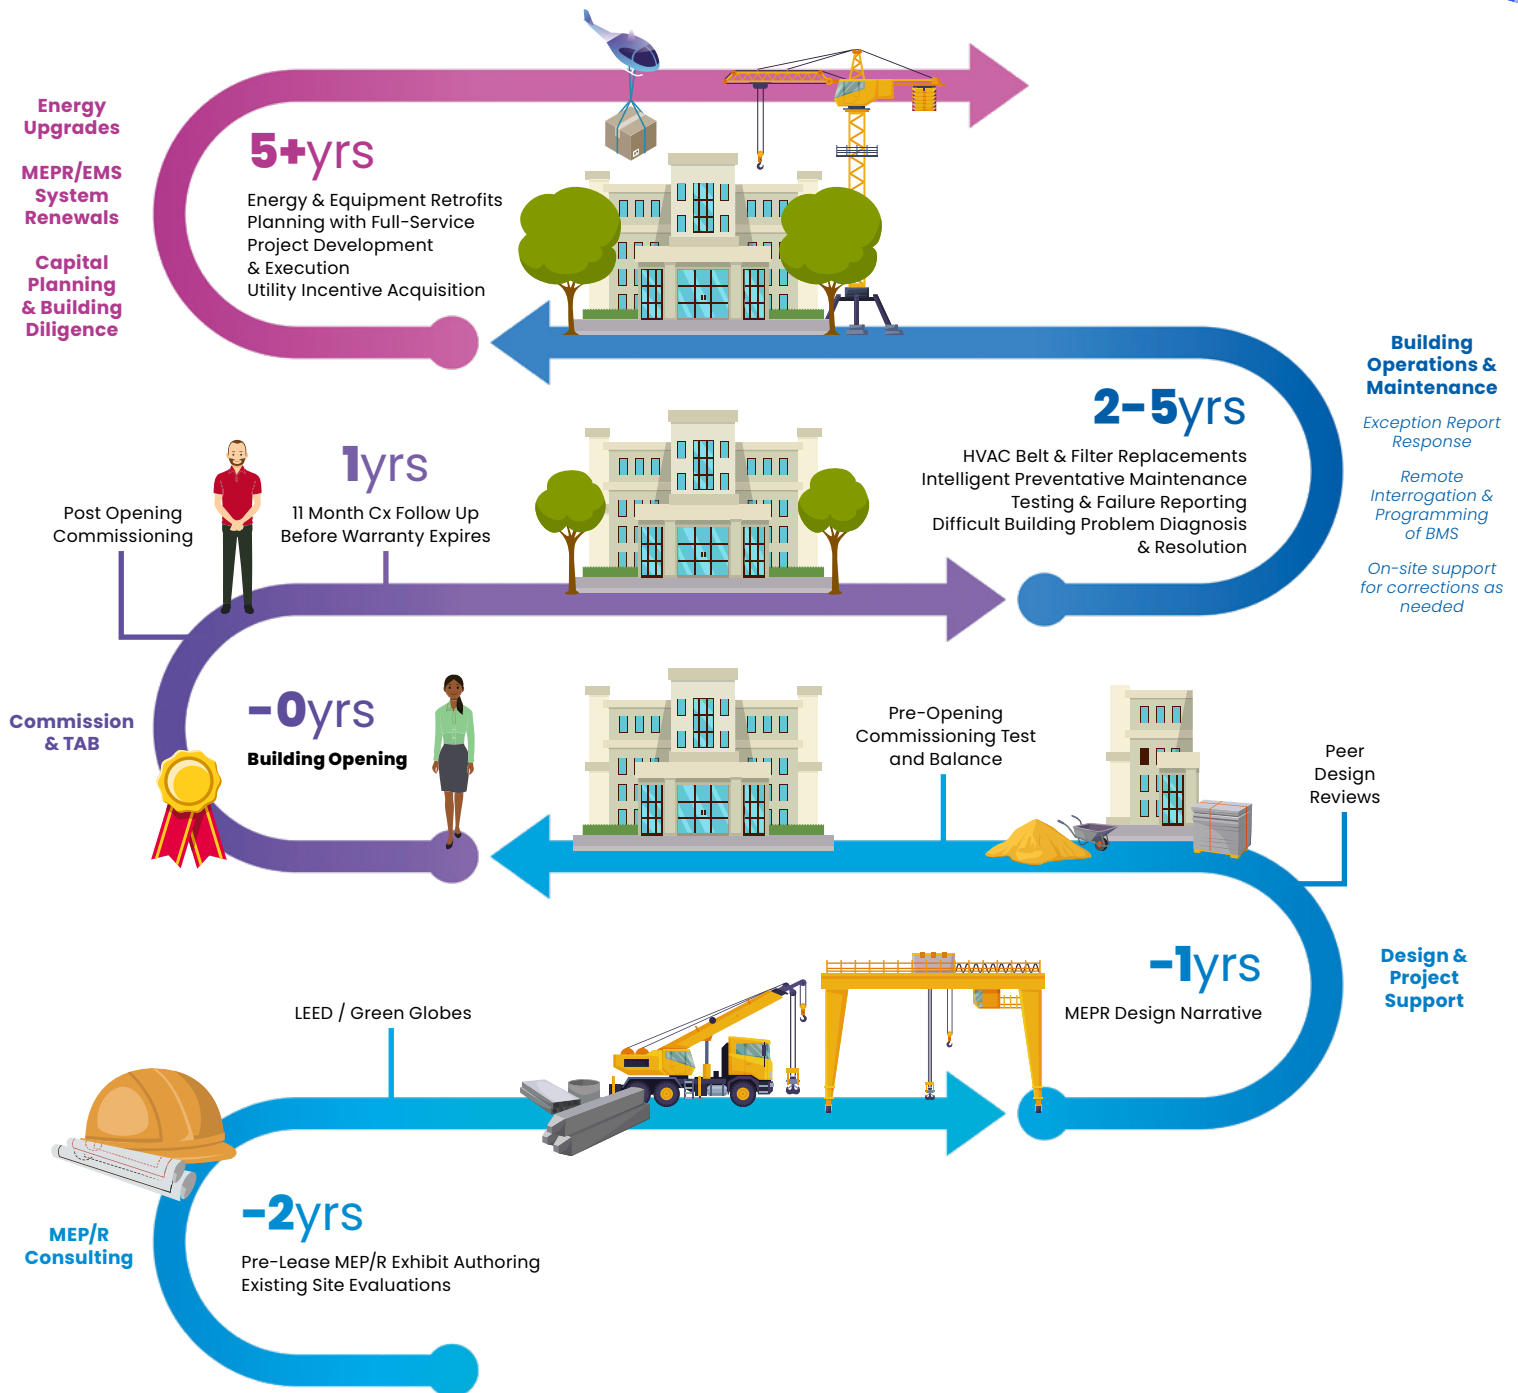 Energy
Upgrades
MEPR/EMS
System
Renewals
Capital
Planning
& Building
Diligence
5+yrs
Energy & Equipment Retrofits
Planning with Full-Service
Project Development
& Execution
Utility Incentive Acquisition
Building
Operations &
Maintenance
Exception Report
Response
Remote
Interrogation &
Programming
of BMS
On-site support
for corrections as
needed
2-5yrs
HVAC Belt & Filter Replacements
Intelligent Preventative Maintenance
Testing & Failure Reporting
Difficult Building Problem Diagnosis
& Resolution
1yrs
11 Month Cx Follow Up
Before Warranty Expires
Post Opening
Commissioning
Commission
& TAB
-0yrs
Building Opening
Pre-Opening
Commissioning Test
and Balance
Peer
Design
Reviews
Design &
Project
Support
-1yrs
MEPR Design Narrative
LEED / Green Globes
MEP/R
Consulting
-2yrs
Pre-Lease MEP/R Exhibit Authoring
Existing Site Evaluations